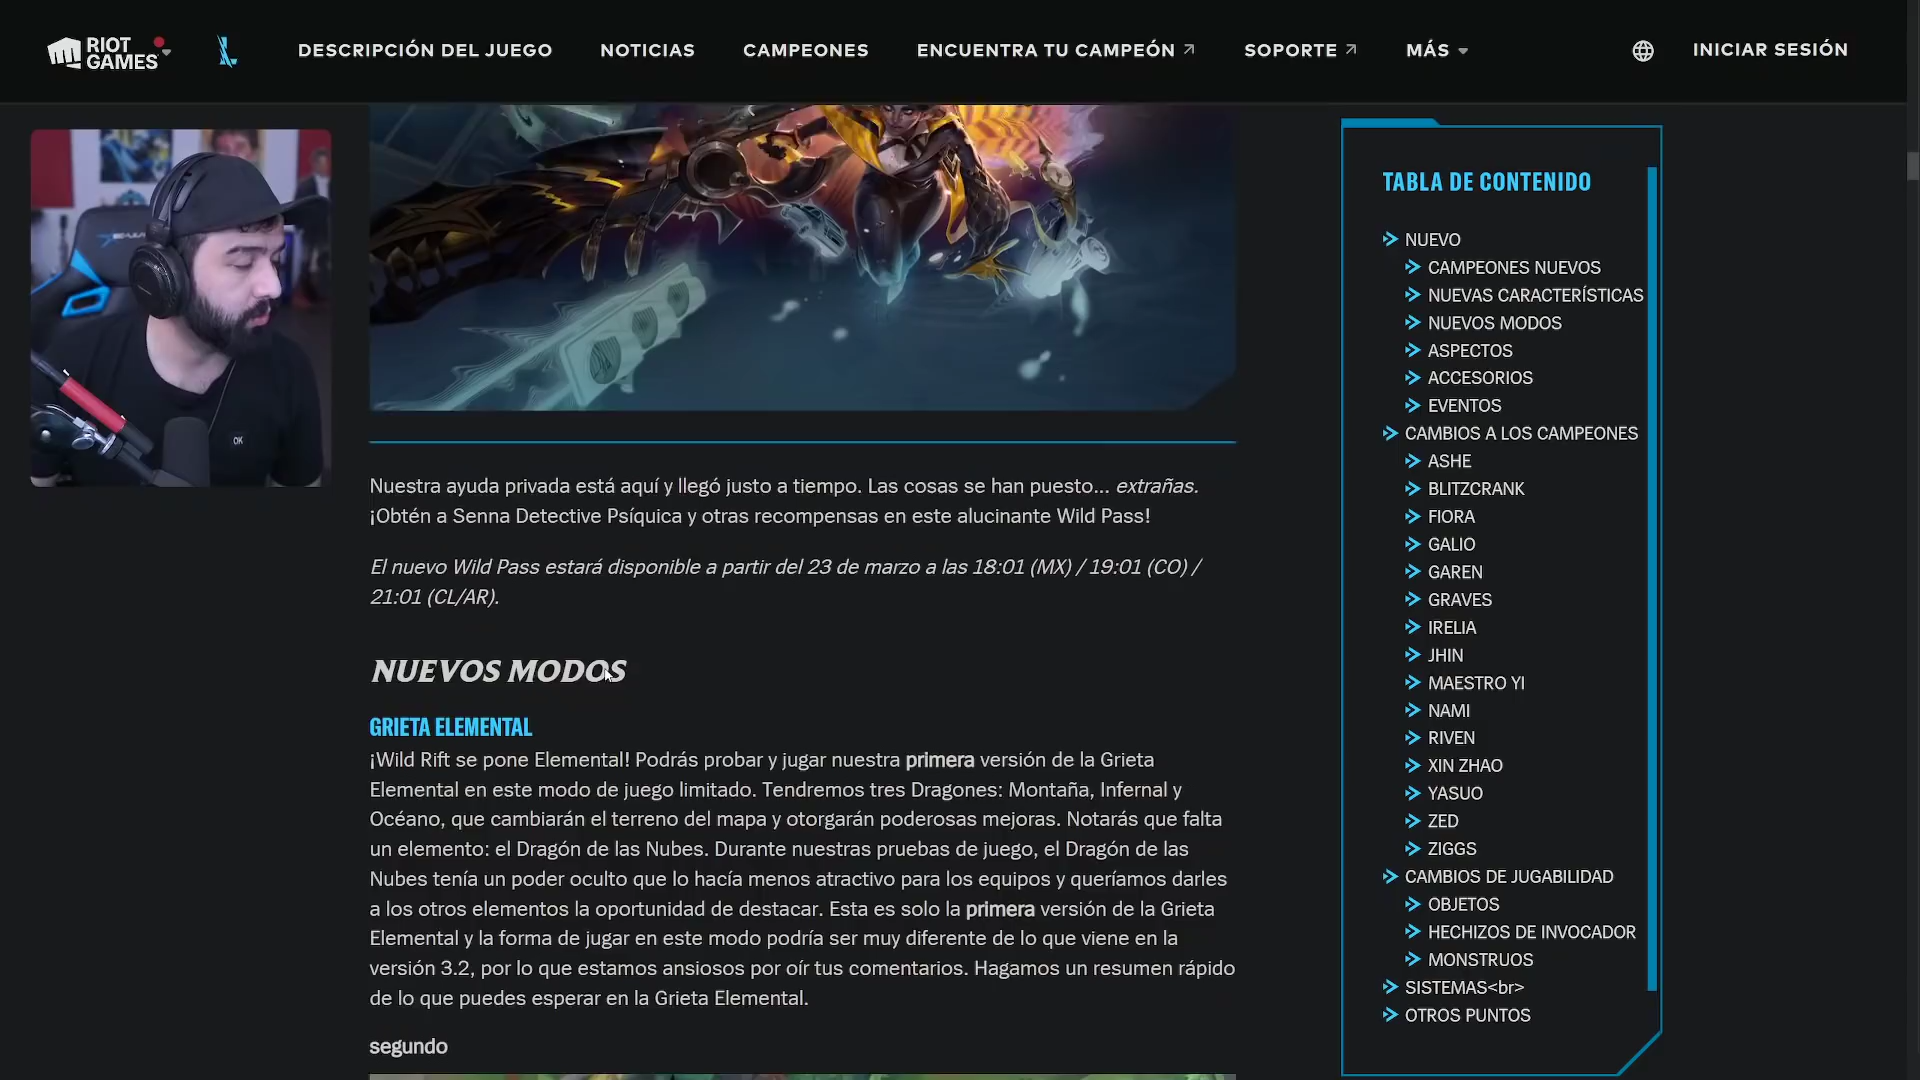 RIOT
GAMES
DESCRIPCIÓN DEL JUEGO
NOTICIAS
CAMPEONES
ENCUENTRA TU CAMPEÓN
SOPORTE
MÁS
INICIAR SESIÓN
OK
Nuestra ayuda privada está aquí y llegó justo a tiempo. Las cosas se han puesto... extrañas.
¡Obtén a Senna Detective Psíquica y otras recompensas en este alucinante Wild Pass!
El nuevo Wild Pass estará disponible a partir del 23 de marzo a las 18:01 (MX) / 19:01 (CO) /
21:01 (CL/AR).
NUEVOS MODOS
GRIETA ELEMENTAL
¡Wild Rift se pone Elemental! Podrás probar y jugar nuestra primera versión de la Grieta
Elemental en este modo de juego limitado. Tendremos tres Dragones: Montaña, Infernal y
Océano, que cambiarán el terreno del mapa y otorgarán poderosas mejoras. Notarás que falta
un elemento: el Dragón de las Nubes. Durante nuestras pruebas de juego, el Dragón de las
Nubes tenía un poder oculto que lo hacía menos atractivo para los equipos y queríamos darles
a los otros elementos la oportunidad de destacar. Esta es solo la primera versión de la Grieta
Elemental y la forma de jugar en este modo podría ser muy diferente de lo que viene en la
versión 3.2, por lo que estamos ansiosos por oír tus comentarios. Hagamos un resumen rápido
de lo que puedes esperar en la Grieta Elemental.
segundo
TABLA DE CONTENIDO
NUEVO
CAMPEONES NUEVOS
NUEVAS CARACTERÍSTICAS
NUEVOS MODOS
ASPECTOS
ACCESORIOS
EVENTOS
CAMBIOS A LOS CAMPEONES
ASHE
BLITZCRANK
FIORA
GALIO
GAREN
GRAVES
IRELIA
JHIN
MAESTRO YI
NAMI
RIVEN
XIN ZHAO
YASUO
ZED
ZIGGS
CAMBIOS DE JUGABILIDAD
OBJETOS
HECHIZOS DE INVOCADOR
MONSTRUOS
SISTEMAS<br>
OTROS PUNTOS